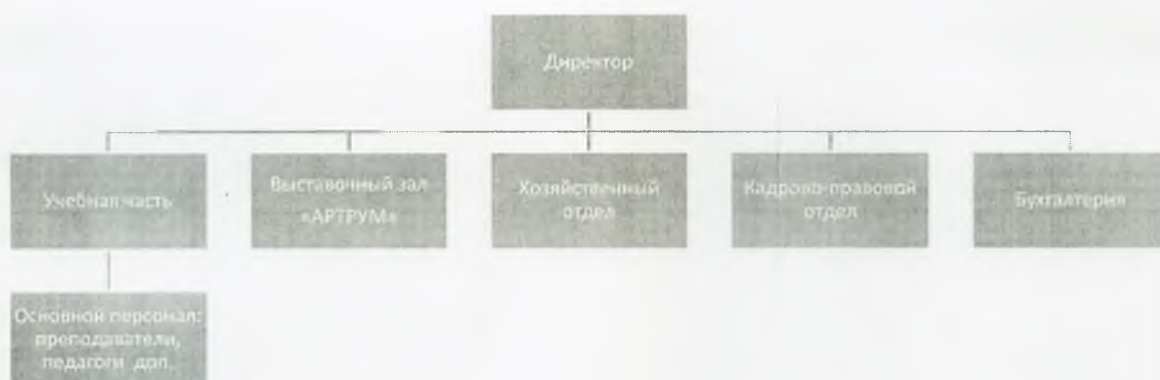 Директор
Учебная часть
Выставочный зал
«АРТРУМ»
Хозяйственный
отдел
Кадрово-правовой
отдел
Бухгалтерия
Основной персонал:
преподаватели,
педагоги доп.